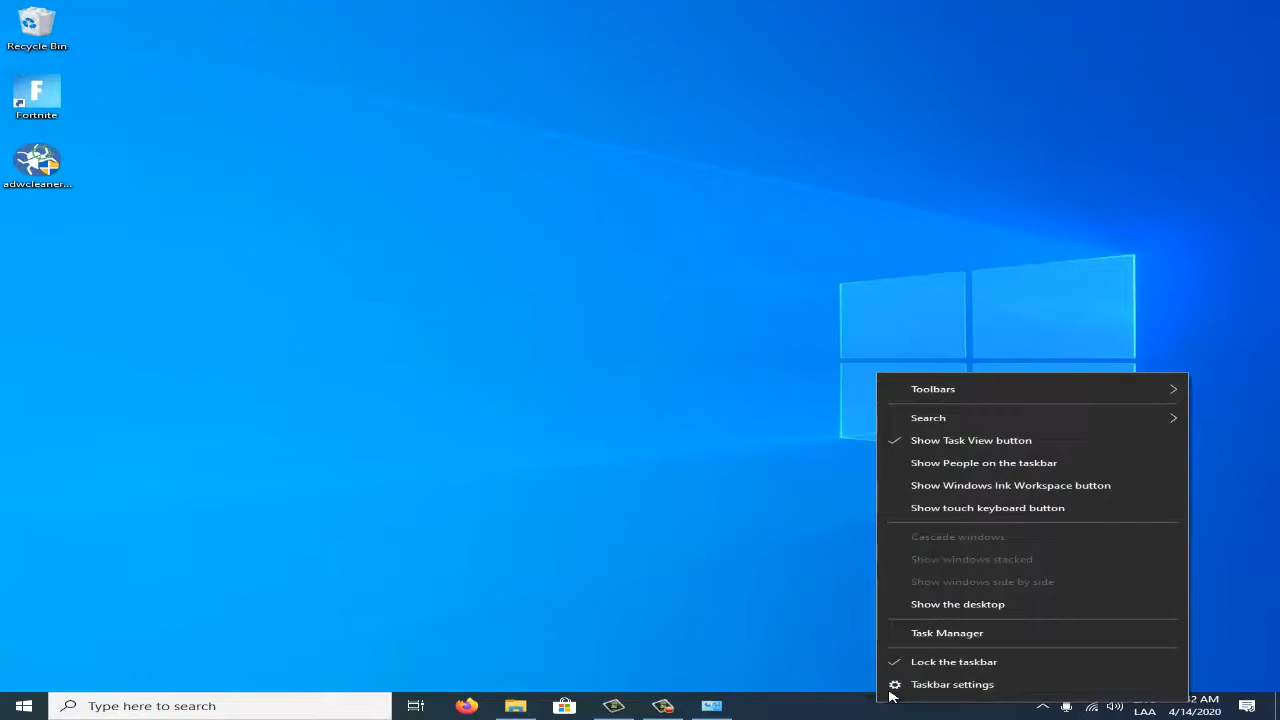 Recycle Bin
F
Fortnite
adwcleaner...
Toolbars
Search
Show Task View button
Show People on the taskbar
Show Windows Ink Workspace button
Show touch keyboard button
Cascade windows
Show windows stacked
Show windows side by side
Show the desktop
Task Manager
Lock the taskbar
Taskbar settings
Type here to search
2 AM
LAA
4/14/2020